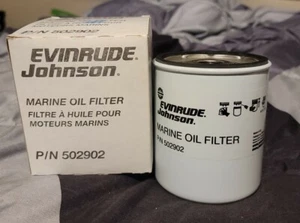 EVINRUDE®
Johnson®
MARINE OIL FILTER
FILTRE À HUILE POUR
MOTEURS MARINS
P/N 502902
EVINRUDE®
Johnson®
MARINE OIL FILTER
P/N 502902